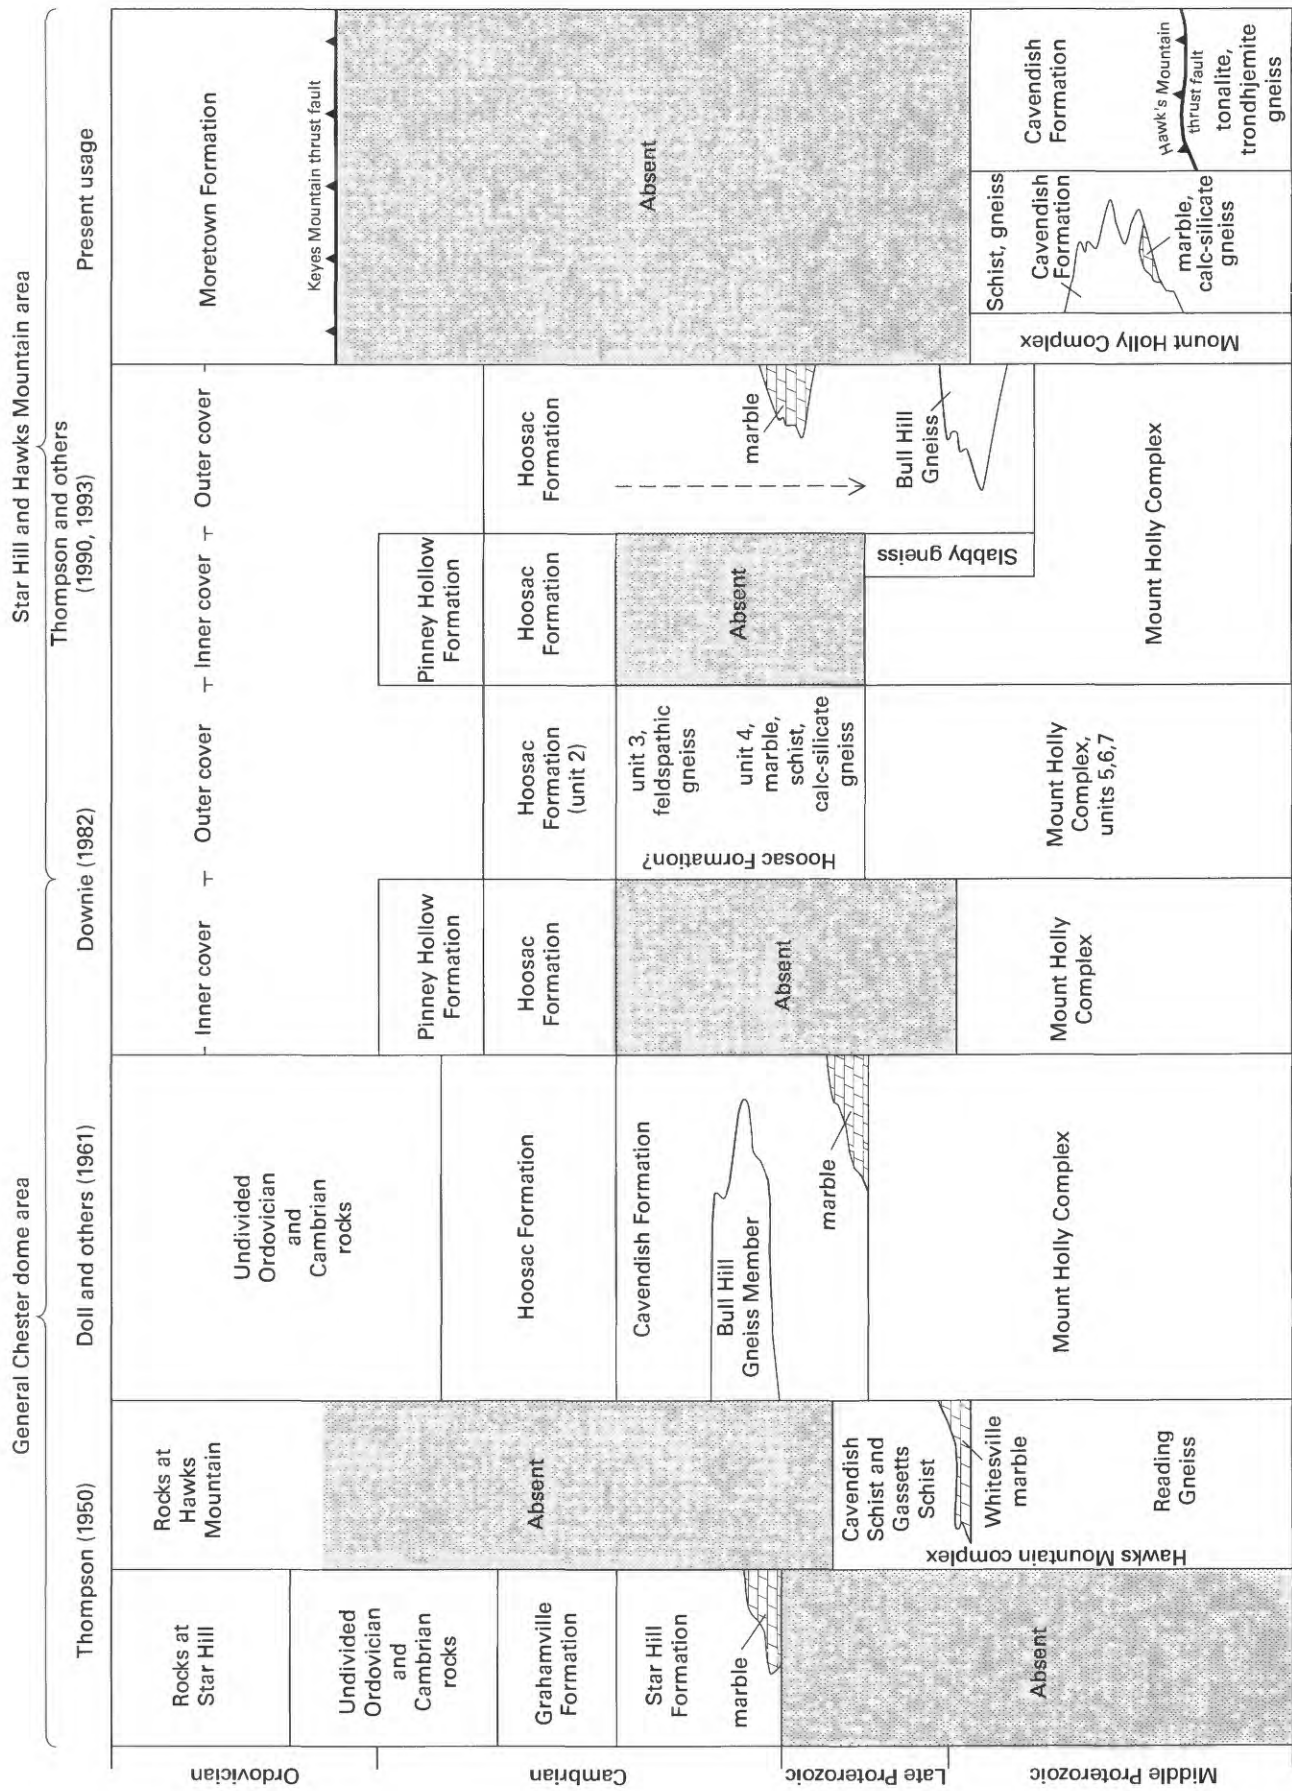 General Chester dome area
Star Hill and Hawks Mountain area
Thompson (1950)
Doll and others (1961)
Downie (1982)
Thompson and others
(1990, 1993)
Present usage
Ordovician
Cambrian
Late Proterozoic
Middle Proterozoic
Rocks at
Star Hill
Undivided
Ordovician
and
Cambrian
rocks
Grahamville
Formation
Star Hill
Formation
marble
Absent
Rocks at
Hawks
Mountain
Absent
Cavendish
Schist and
Gassetts
Schist
Whitesville
marble
Reading
Gneiss
Hawks Mountain complex
Undivided
Ordovician
and
Cambrian
rocks
Hoosac Formation
Cavendish Formation
Bull Hill
Gneiss Member
marble
Mount Holly Complex
Inner cover
Pinney Hollow
Formation
Hoosac
Formation
Absent
Mount Holly
Complex
Outer cover
Hoosac
Formation
(unit 2)
unit 3,
feldspathic
gneiss
unit 4,
marble,
schist,
calc-silicate
gneiss
Hoosac Formation?
Mount Holly
Complex,
units 5,6,7
Inner cover
Pinney Hollow
Formation
Hoosac
Formation
Absent
Slabby gneiss
Outer cover
Hoosac
Formation
marble
Bull Hill
Gneiss
Mount Holly Complex
Moretown Formation
Keyes Mountain thrust fault
Absent
Mount Holly Complex
Schist, gneiss
Cavendish
Formation
marble,
calc-silicate
gneiss
Cavendish
Formation
Hawk's Mountain
thrust fault
tonalite,
trondhjemite
gneiss